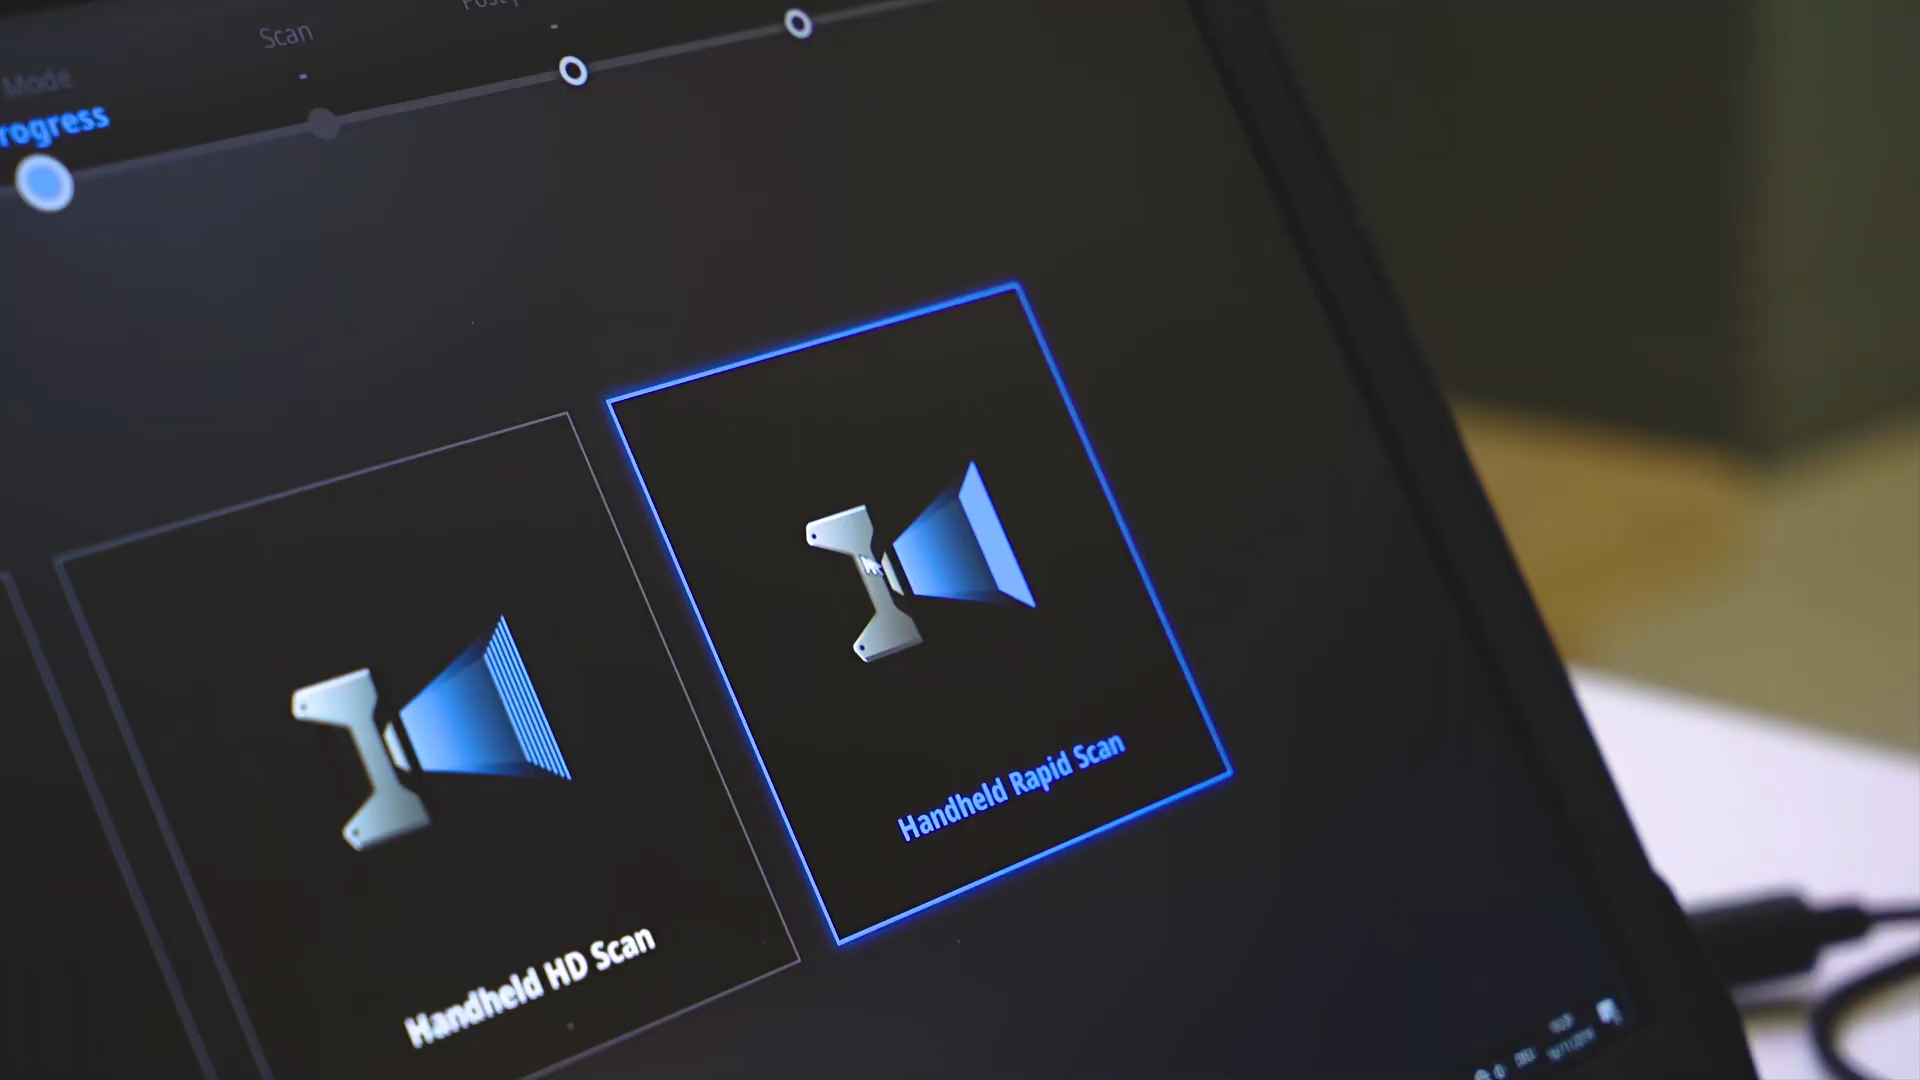 Scan
Mode
rogress
Handheld Rapid Scan
Handheld HD Scan